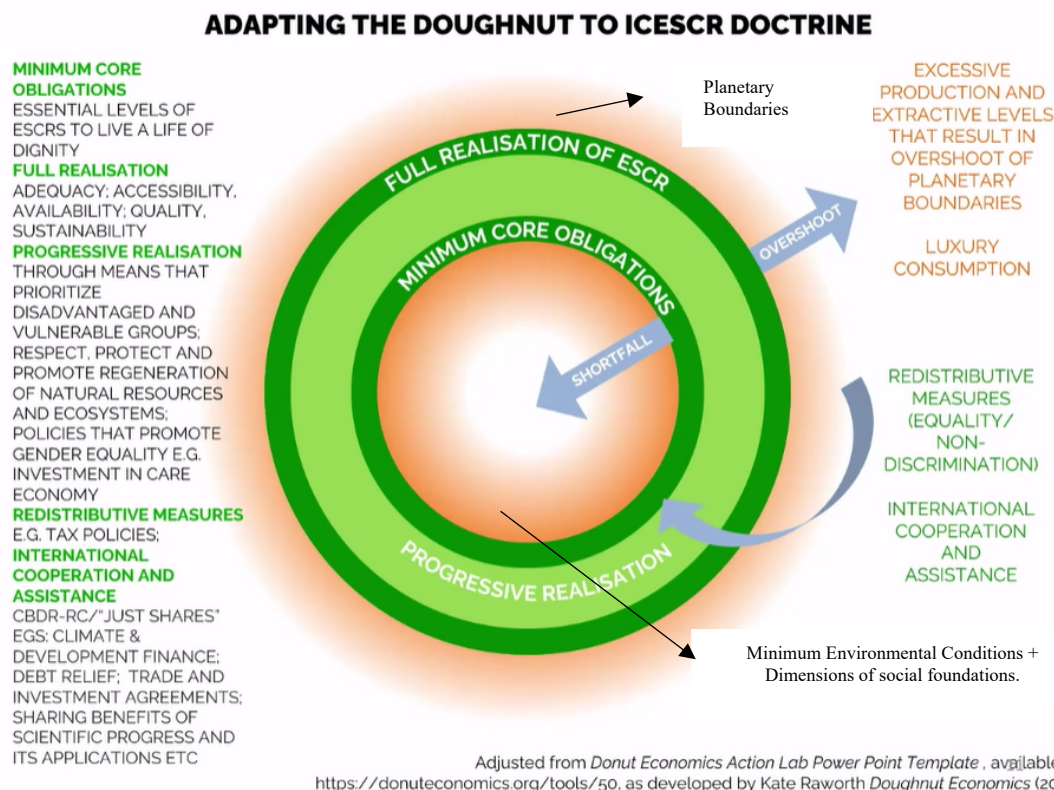 ADAPTING THE DOUGHNUT TO ICESCR DOCTRINE
MINIMUM CORE
OBLIGATIONS
ESSENTIAL LEVELS OF
ESCRS TO LIVE A LIFE OF
DIGNITY
FULL REALISATION
ADEQUACY; ACCESSIBILITY,
AVAILABILITY; QUALITY,
SUSTAINABILITY
PROGRESSIVE REALISATION
THROUGH MEANS THAT
PRIORITIZE
DISADVANTAGED AND
VULNERABLE GROUPS;
RESPECT, PROTECT AND
PROMOTE REGENERATION
OF NATURAL RESOURCES
AND ECOSYSTEMS;
POLICIES THAT PROMOTE
GENDER EQUALITY E.G.
INVESTMENT IN CARE
ECONOMY
REDISTRIBUTIVE MEASURES
E.G. TAX POLICIES;
INTERNATIONAL
COOPERATION AND
ASSISTANCE
CBDR-RC/"JUST SHARES"
EGS: CLIMATE &
DEVELOPMENT FINANCE;
DEBT RELIEF; TRADE AND
INVESTMENT AGREEMENTS;
SHARING BENEFITS OF
SCIENTIFIC PROGRESS AND
ITS APPLICATIONS ETC
Planetary
Boundaries
FULL REALISATION OF ESCR
MINIMUM CORE OBLIGATIONS
OVERSHOOT
SHORTFALL
PROGRESSIVE REALISATION
EXCESSIVE
PRODUCTION AND
EXTRACTIVE LEVELS
THAT RESULT IN
OVERSHOOT OF
PLANETARY
BOUNDARIES
LUXURY
CONSUMPTION
REDISTRIBUTIVE
MEASURES
(EQUALITY/
NON-
DISCRIMINATION)
INTERNATIONAL
COOPERATION
AND
ASSISTANCE
Minimum Environmental Conditions +
Dimensions of social foundations.
Adjusted from Donut Economics Action Lab Power Point Template , available
https://donuteconomics.org/tools/50, as developed by Kate Raworth Doughnut Economics (20